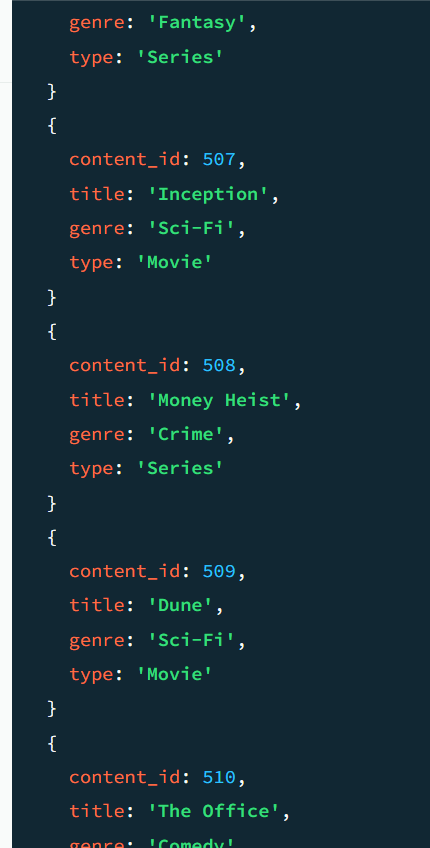 genre: 'Fantasy',
type: 'Series'
}
{
content_id: 507,
title: 'Inception',
genre: 'Sci-Fi',
type: 'Movie'
}
{
content_id: 508,
title: 'Money Heist',
genre: 'Crime',
type: 'Series'
}
{
content_id: 509,
title: 'Dune',
genre: 'Sci-Fi',
type: 'Movie'
}
{
content_id: 510,
title: 'The Office',
genre: 'Comedy'